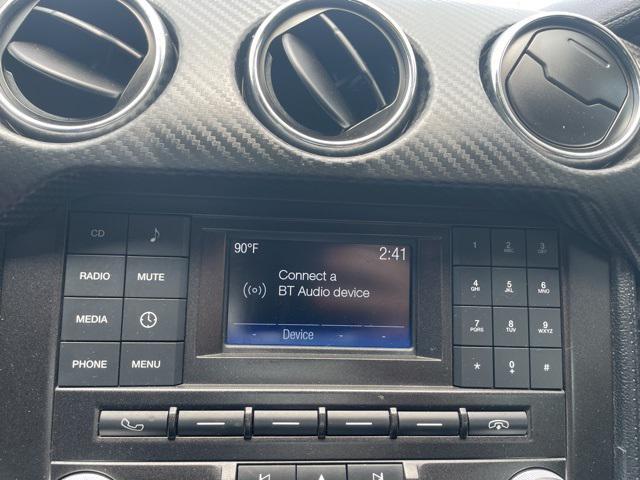 CD
RADIO MUTE
MEDIA
PHONE MENU
90°F 2:41
Connect a
BT Audio device
Device
1 2 ABC 3 DEF
4 GHI 5 JKL 6 MNO
7 PQRS 8 TUV 9 WXYZ
* 0 + #